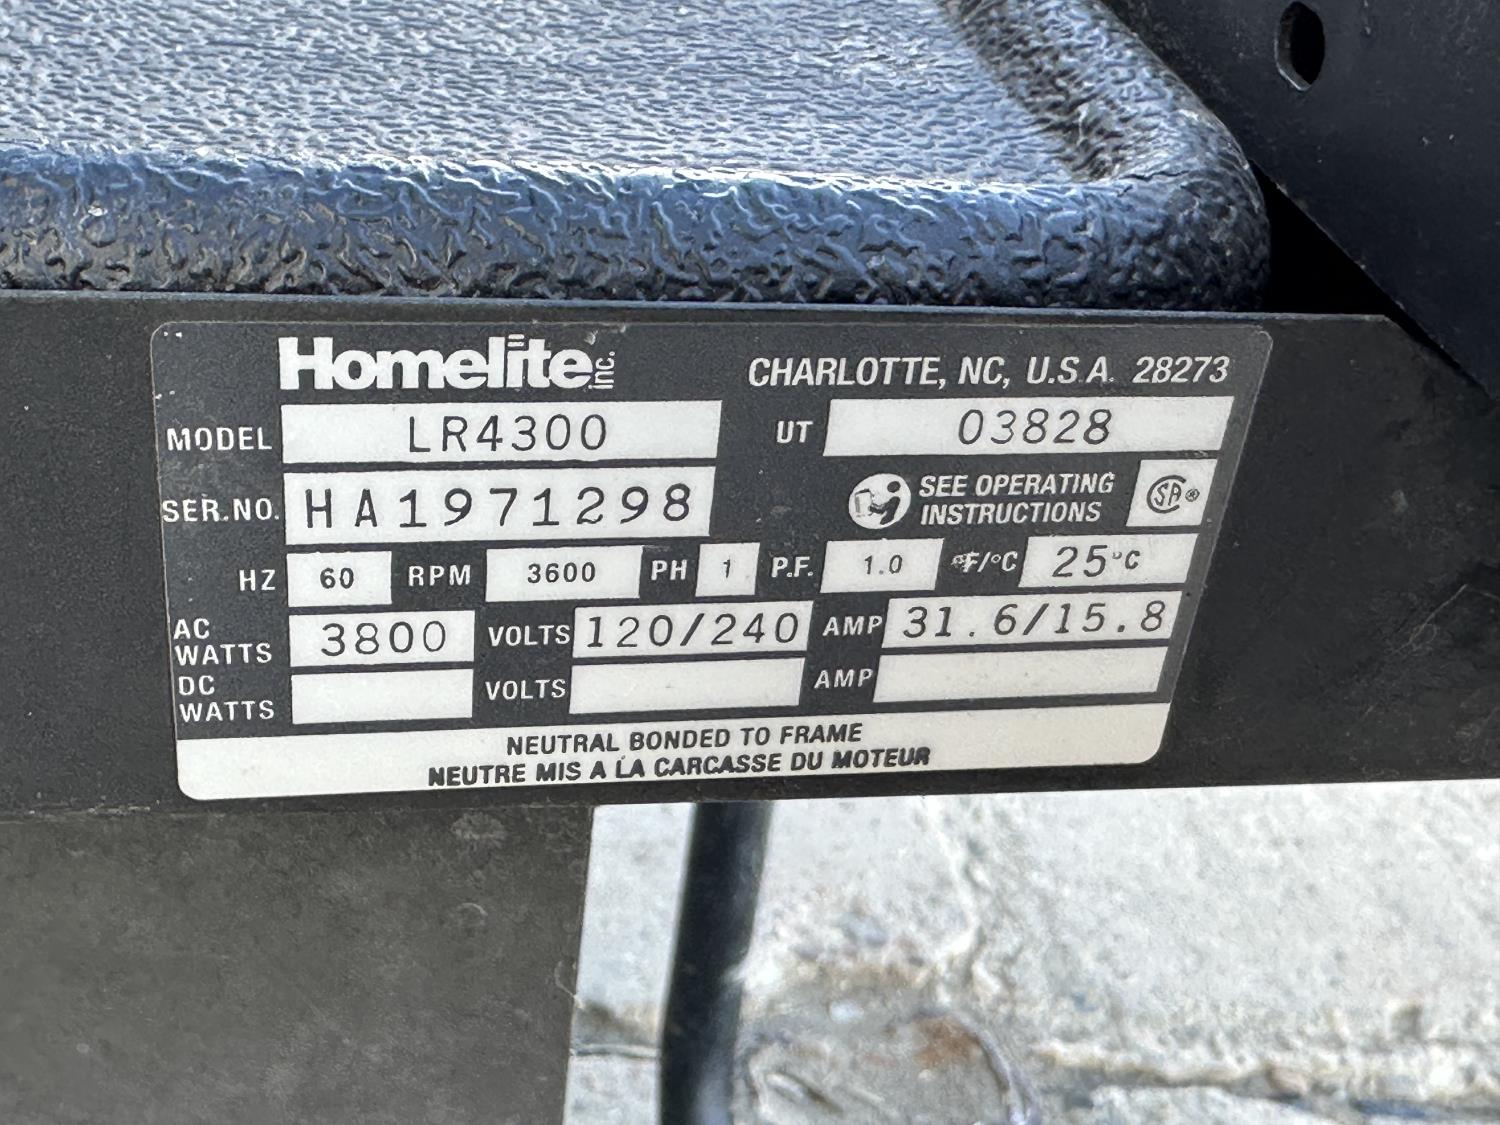 Homelite inc.
CHARLOTTE, NC, U.S.A. 28273
MODEL LR4300 UT 03828
SER.NO. HA1971298
SEE OPERATING
INSTRUCTIONS
SA ®
HZ 60 RPM 3600 PH 1 P.F. 1.0 °F/°C 25°C
AC
WATTS 3800 VOLTS 120/240 AMP 31.6/15.8
DC
WATTS VOLTS AMP
NEUTRAL BONDED TO FRAME
NEUTRE MIS A LA CARCASSE DU MOTEUR